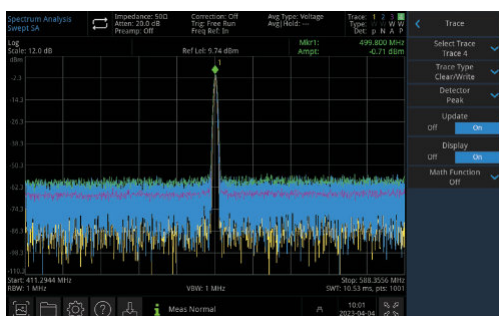 Spectrum Analysis
Swept SA
Impedance: 50Ω
Atten: 20.0 dB
Preamp: Off
Correction: Off
Trig: Free Run
Freq Ref: In
Avg Type: Voltage
Avg|Hold: ---
Trace: 1 2 3
Type: W W
Det: p N A P
Log
Scale: 12.0 dB
Ref Lel: 9.74 dBm
Mkr1: 499.800 MHz
Ampt: -0.71 dBm
dBm
1
-2.3
-14.3
-26.3
-38.3
-50.3
-62.3
-74.3
-86.3
-98.3
-110.3
Start: 411.2944 MHz
RBW: 1 MHz
VBW: 1 MHz
Stop: 588.3556 MHz
SWT: 10.53 ms, pts: 1001
Meas Normal
10:01
2023-04-04
Trace
Select Trace
Trace 4
Trace Type
Clear/Write
Detector
Peak
Update
Off On
Display
Off On
Math Function
Off